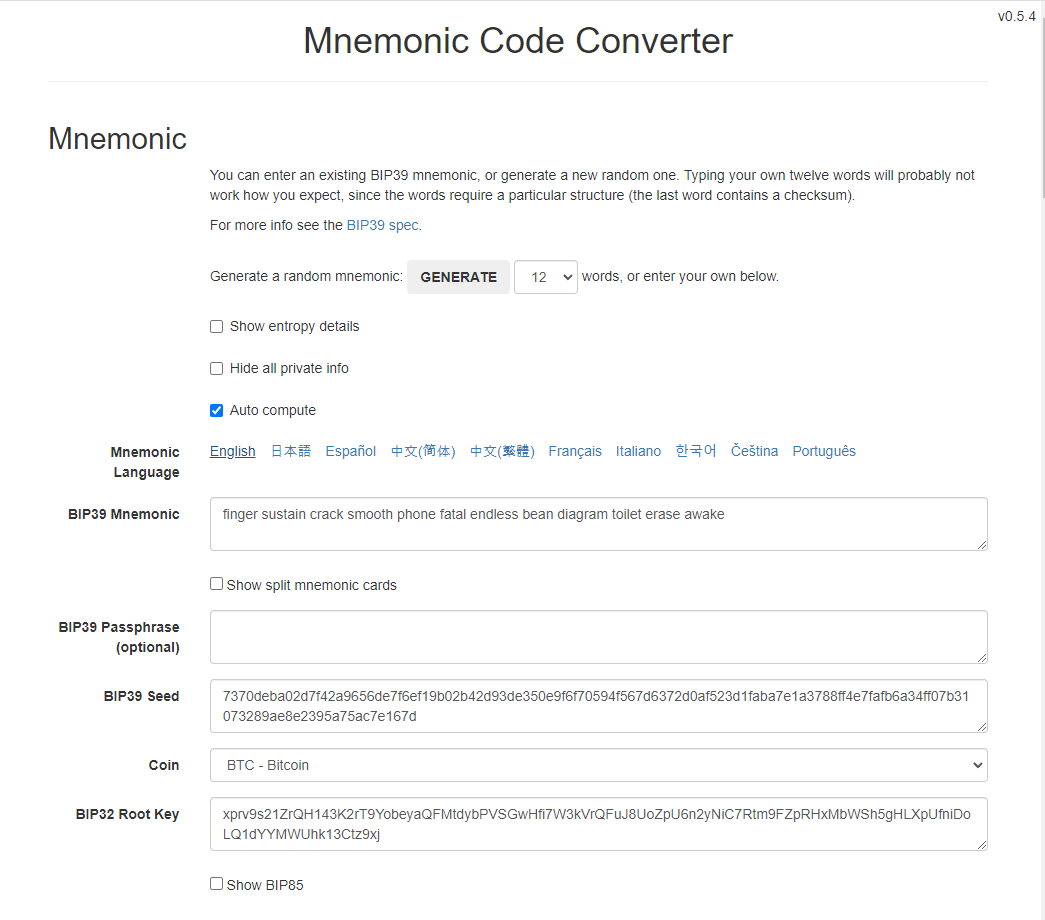 v0.5.4
Mnemonic Code Converter
Mnemonic
You can enter an existing BIP39 mnemonic, or generate a new random one. Typing your own twelve words will probably not
work how you expect, since the words require a particular structure (the last word contains a checksum).
For more info see the BIP39 spec.
Generate a random mnemonic: GENERATE 12 words, or enter your own below.
Show entropy details
Hide all private info
Auto compute
Mnemonic
Language
English 日本語 Español 中文(简体) 中文(繁體) Français Italiano 한국어 Čeština Português
BIP39 Mnemonic
finger sustain crack smooth phone fatal endless bean diagram toilet erase awake
Show split mnemonic cards
BIP39 Passphrase
(optional)
BIP39 Seed
7370deba02d7f42a9656de7f6ef19b02b42d93de350e9f6f70594f567d6372d0af523d1faba7e1a3788ff4e7fafb6a34ff07b31
073289ae8e2395a75ac7e167d
Coin
BTC - Bitcoin
BIP32 Root Key
xprv9s21ZrQH143K2rT9YobeyaQFMtdybPVSGwHfi7W3kVrQFuJ8UoZpU6n2yNiC7Rtm9FZpRHxMbWSh5gHLXpUfniDo
LQ1dYYMWUhk13Ctz9xj
Show BIP85